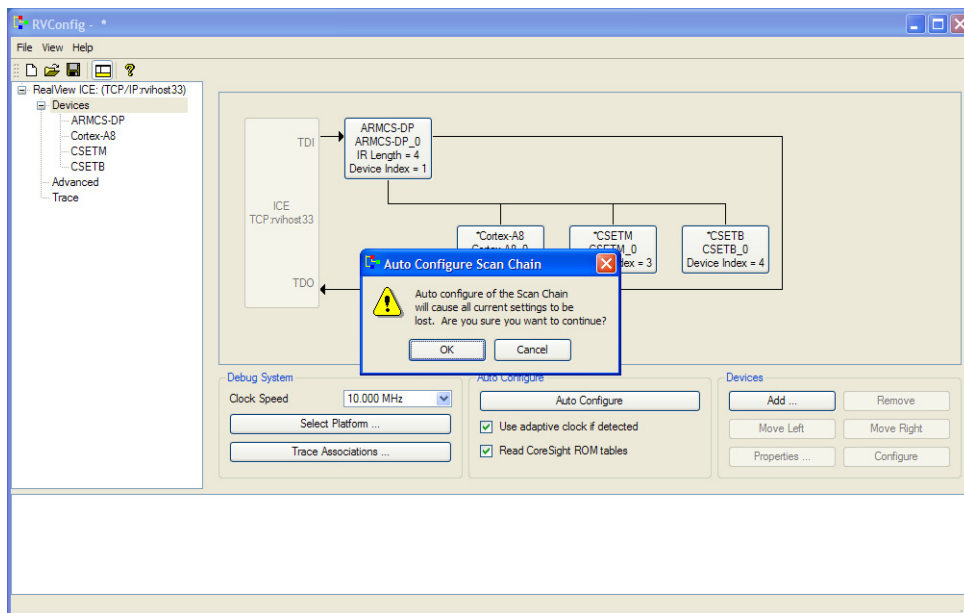 RVConfig - *
File View Help
RealView ICE: (TCP/IP:rvihost33)
Devices
ARMCS-DP
Cortex-A8
CSETM
CSETB
Advanced
Trace
TDI
ICE
TCP:rvihost33
TDO
ARMCS-DP
ARMCS-DP_0
IR Length = 4
Device Index = 1
*Cortex-A8
Cortex-A8_0
*CSETM
CSETM_0
dex = 3
*CSETB
CSETB_0
Device Index = 4
Auto Configure Scan Chain
Auto configure of the Scan Chain
will cause all current settings to be
lost. Are you sure you want to continue?
OK Cancel
Debug System
Clock Speed 10.000 MHz
Select Platform ...
Trace Associations ...
Auto Configure
Auto Configure
Use adaptive clock if detected
Read CoreSight ROM tables
Devices
Add ... Remove
Move Left Move Right
Properties ... Configure